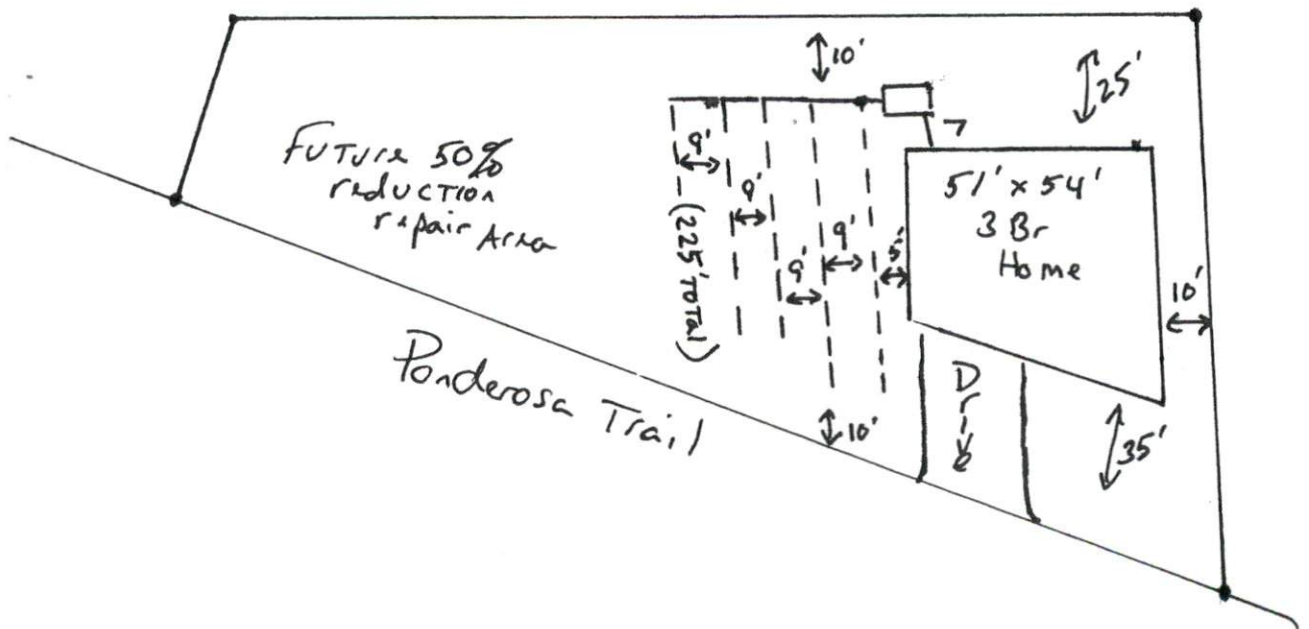 10'
25'
Future 50%
reduction
repair Area
9'
9'
9'
9'
5'
(225' TOTAL)
51' x 54'
3 Br
Home
10'
Drive
Ponderosa Trail
10'
35'